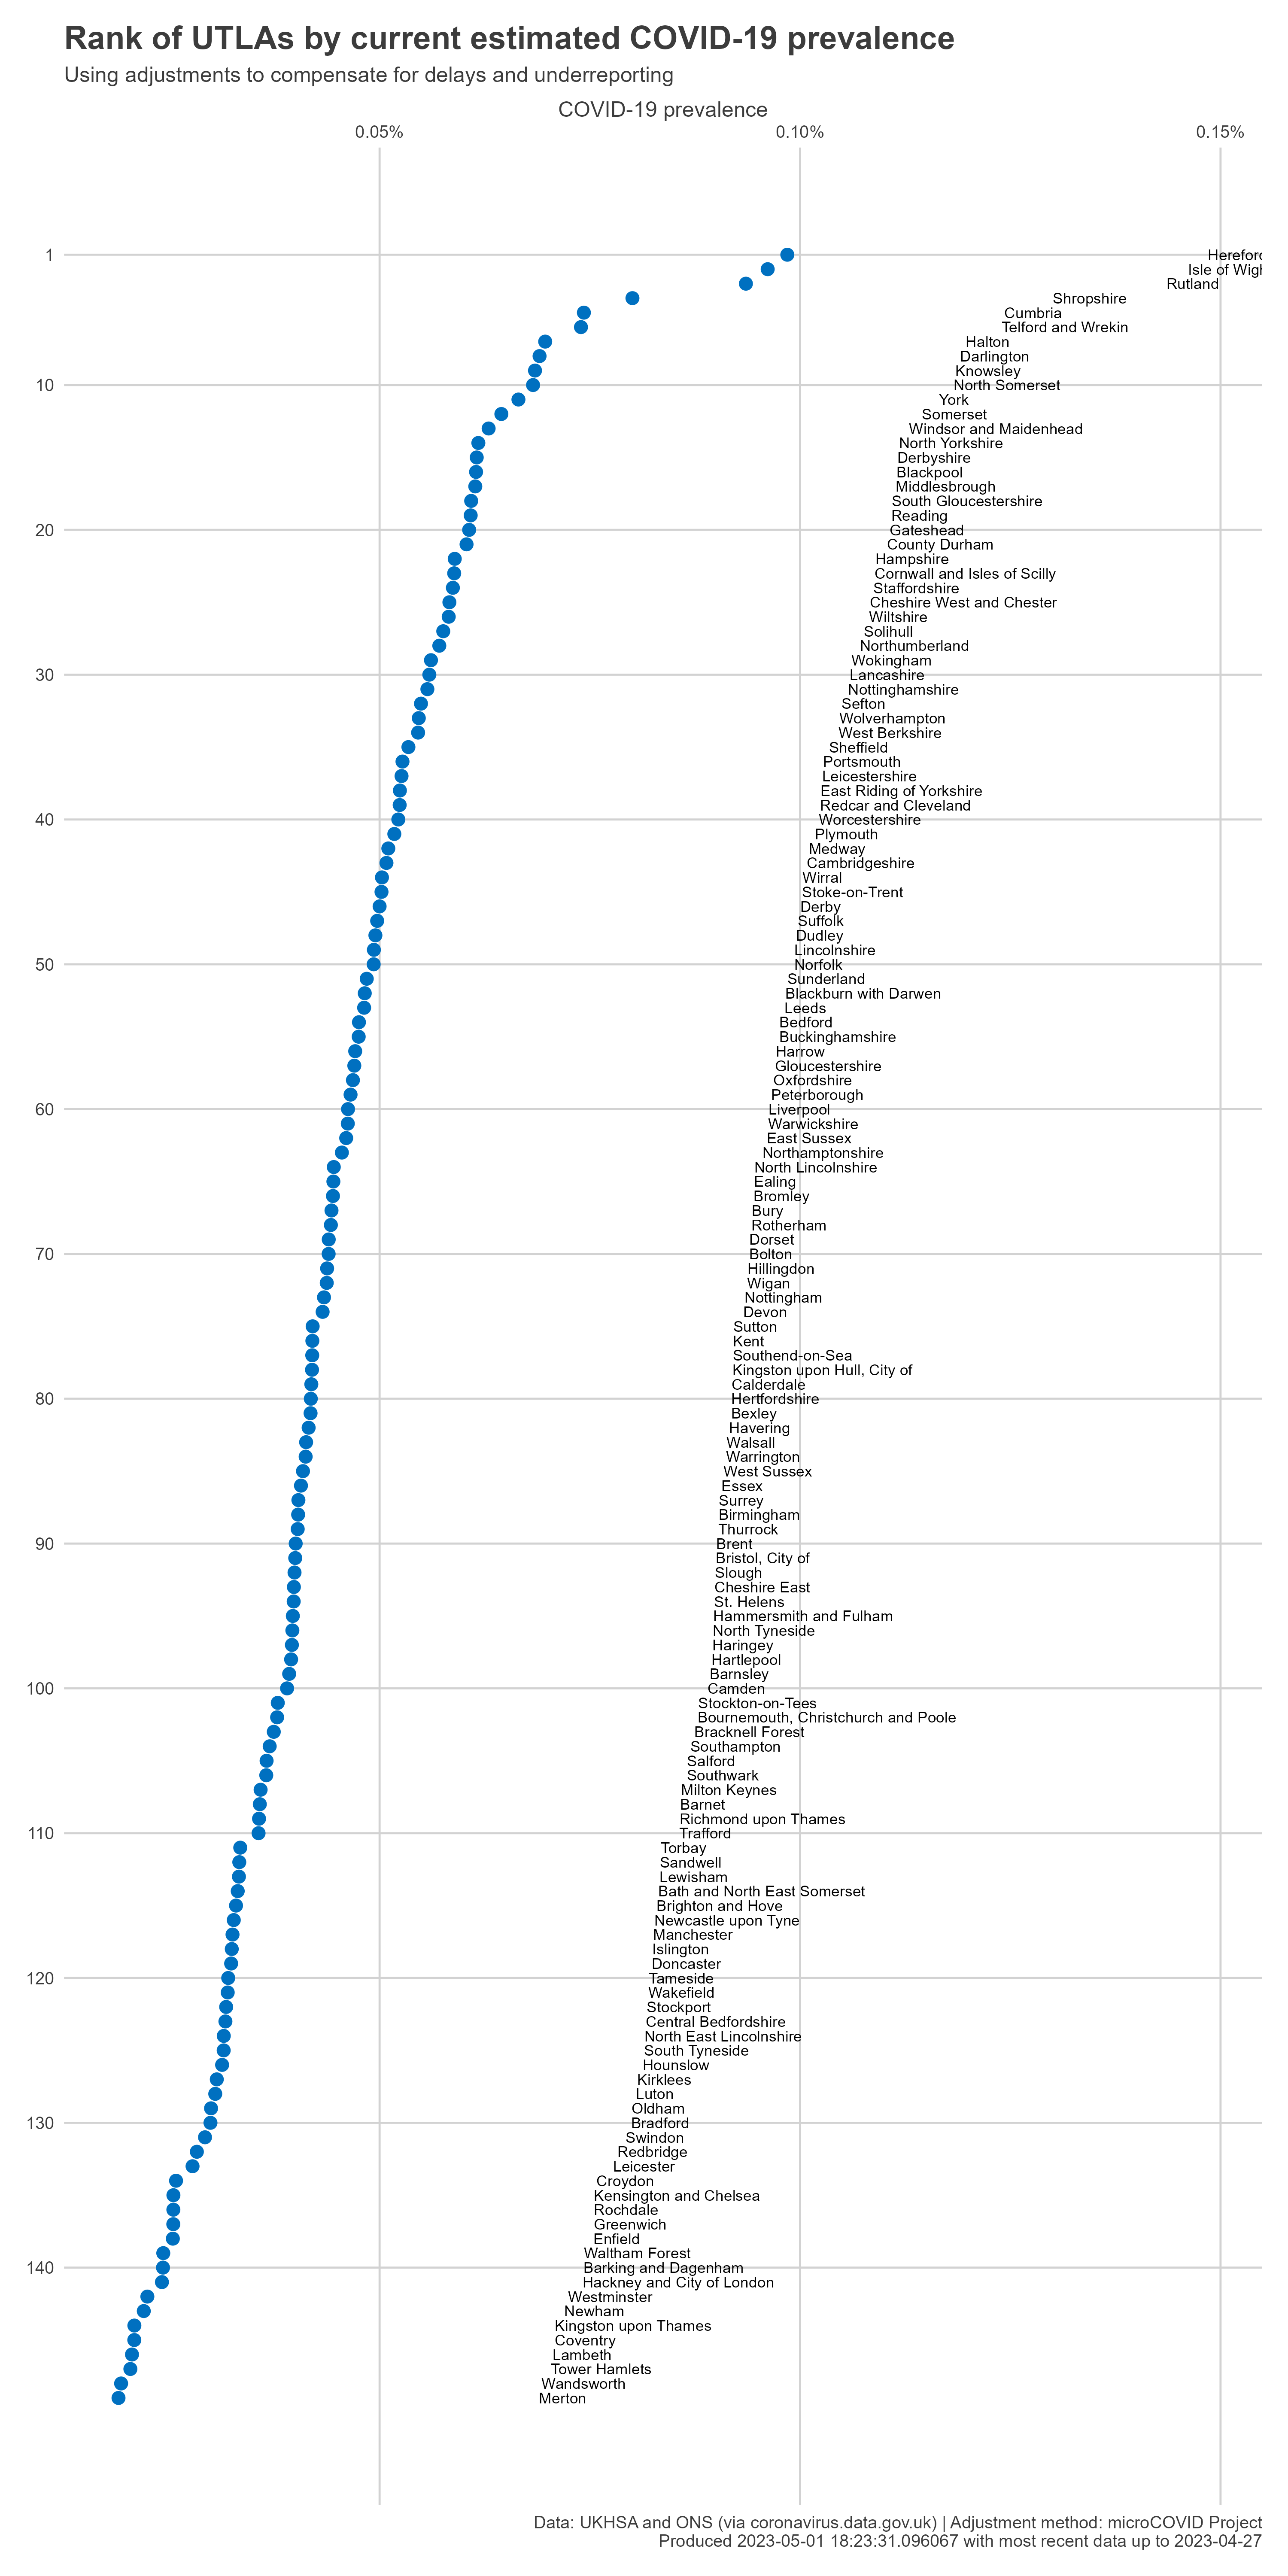 Rank of UTLAs by current estimated COVID-19 prevalence
Using adjustments to compensate for delays and underreporting
COVID-19 prevalence
0.05% 0.10% 0.15%
1 Hereford
Isle of Wigh
Rutland
Shropshire
Cumbria
Telford and Wrekin
Halton
Darlington
Knowsley
10 North Somerset
York
Somerset
Windsor and Maidenhead
North Yorkshire
Derbyshire
Blackpool
Middlesbrough
South Gloucestershire
Reading
20 Gateshead
County Durham
Hampshire
Cornwall and Isles of Scilly
Staffordshire
Cheshire West and Chester
Wiltshire
Solihull
Northumberland
Wokingham
30 Lancashire
Nottinghamshire
Sefton
Wolverhampton
West Berkshire
Sheffield
Portsmouth
Leicestershire
East Riding of Yorkshire
Redcar and Cleveland
40 Worcestershire
Plymouth
Medway
Cambridgeshire
Wirral
Stoke-on-Trent
Derby
Suffolk
Dudley
Lincolnshire
50 Norfolk
Sunderland
Blackburn with Darwen
Leeds
Bedford
Buckinghamshire
Harrow
Gloucestershire
Oxfordshire
Peterborough
60 Liverpool
Warwickshire
East Sussex
Northamptonshire
North Lincolnshire
Ealing
Bromley
Bury
Rotherham
Dorset
70 Bolton
Hillingdon
Wigan
Nottingham
Devon
Sutton
Kent
Southend-on-Sea
Kingston upon Hull, City of
Calderdale
80 Hertfordshire
Bexley
Havering
Walsall
Warrington
West Sussex
Essex
Surrey
Birmingham
Thurrock
90 Brent
Bristol, City of
Slough
Cheshire East
St. Helens
Hammersmith and Fulham
North Tyneside
Haringey
Hartlepool
Barnsley
100 Camden
Stockton-on-Tees
Bournemouth, Christchurch and Poole
Bracknell Forest
Southampton
Salford
Southwark
Milton Keynes
Barnet
Richmond upon Thames
110 Trafford
Torbay
Sandwell
Lewisham
Bath and North East Somerset
Brighton and Hove
Newcastle upon Tyne
Manchester
Islington
Doncaster
120 Tameside
Wakefield
Stockport
Central Bedfordshire
North East Lincolnshire
South Tyneside
Hounslow
Kirklees
Luton
Oldham
130 Bradford
Swindon
Redbridge
Leicester
Croydon
Kensington and Chelsea
Rochdale
Greenwich
Enfield
Waltham Forest
140 Barking and Dagenham
Hackney and City of London
Westminster
Newham
Kingston upon Thames
Coventry
Lambeth
Tower Hamlets
Wandsworth
Merton
Data: UKHSA and ONS (via coronavirus.data.gov.uk) | Adjustment method: microCOVID Project
Produced 2023-05-01 18:23:31.096067 with most recent data up to 2023-04-27